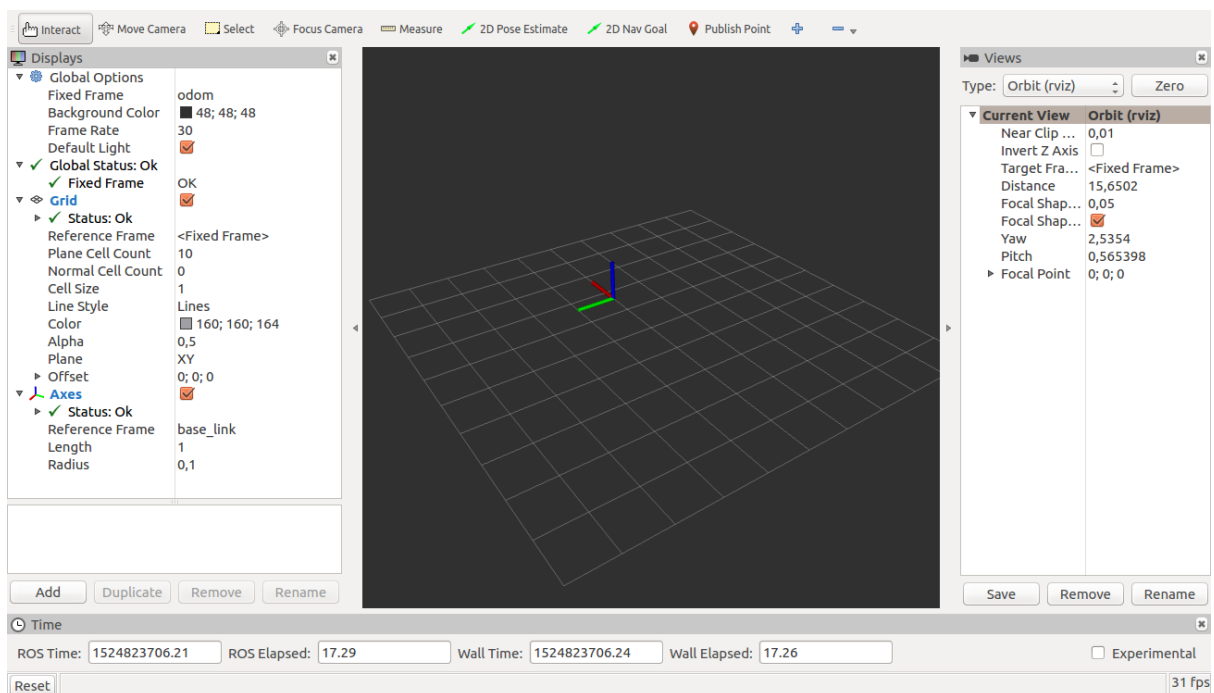 Interact Move Camera Select Focus Camera Measure 2D Pose Estimate 2D Nav Goal Publish Point
Displays
Global Options
Fixed Frame odom
Background Color 48; 48; 48
Frame Rate 30
Default Light
Global Status: Ok
Fixed Frame OK
Grid
Status: Ok
Reference Frame <Fixed Frame>
Plane Cell Count 10
Normal Cell Count 0
Cell Size 1
Line Style Lines
Color 160; 160; 164
Alpha 0,5
Plane XY
Offset 0; 0; 0
Axes
Status: Ok
Reference Frame base_link
Length 1
Radius 0,1
Add Duplicate Remove Rename
Views
Type: Orbit (rviz) Zero
Current View Orbit (rviz)
Near Clip ... 0,01
Invert Z Axis
Target Fra... <Fixed Frame>
Distance 15,6502
Focal Shap... 0,05
Focal Shap...
Yaw 2,5354
Pitch 0,565398
Focal Point 0; 0; 0
Save Remove Rename
Time
ROS Time: 1524823706.21 ROS Elapsed: 17.29 Wall Time: 1524823706.24 Wall Elapsed: 17.26 Experimental
Reset 31 fps